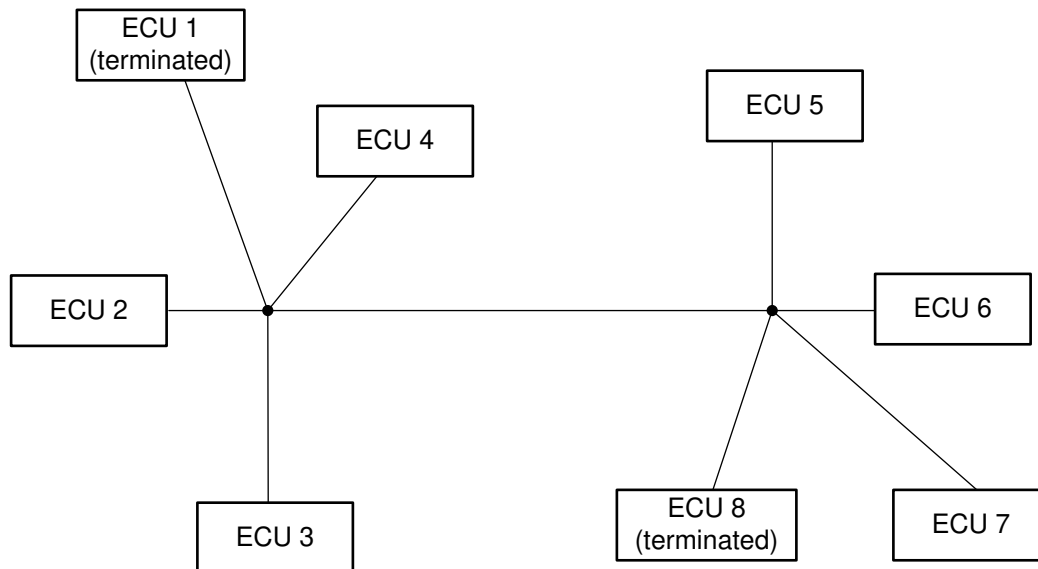 ECU 1
(terminated)
ECU 4
ECU 5
ECU 2
ECU 6
ECU 3
ECU 8
(terminated)
ECU 7